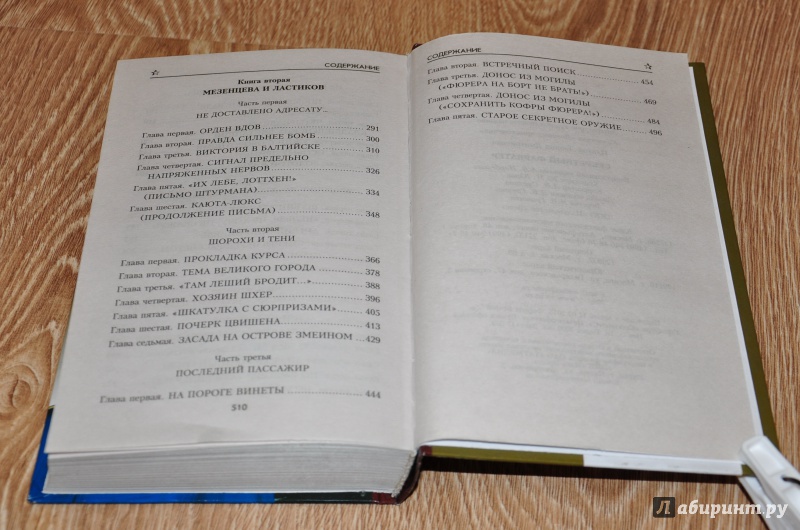 СОДЕРЖАНИЕ
Книга вторая
МЕЗЕНЦЕВА И ЛАСТИКОВ
Часть первая
НЕ ДОСТАВЛЕНО АДРЕСАТУ...
Глава первая. ОРДЕН ВДОВ 291
Глава вторая. ПРАВДА СИЛЬНЕЕ БОМБ 300
Глава третья. ВИКТОРИЯ В БАЛТИЙСКЕ 310
Глава четвертая. СИГНАЛ ПРЕДЕЛЬНО
НАПРЯЖЕННЫХ НЕРВОВ 326
Глава пятая. «ИХ ЛЕБЕ, ЛОТТХЕН!»
(ПИСЬМО ШТУРМАНА) 334
Глава шестая. КАЮТА-ЛЮКС
(ПРОДОЛЖЕНИЕ ПИСЬМА) 348
Часть вторая
ШОРОХИ И ТЕНИ
Глава первая. ПРОКЛАДКА КУРСА 366
Глава вторая. ТЕМА ВЕЛИКОГО ГОРОДА 378
Глава третья. «ТАМ ЛЕШИЙ БРОДИТ...» 388
Глава четвертая. ХОЗЯИН ШХЕР 396
Глава пятая. «ШКАТУЛКА С СЮРПРИЗАМИ» 405
Глава шестая. ПОЧЕРК ЦВИШЕНА 413
Глава седьмая. ЗАСАДА НА ОСТРОВЕ ЗМЕИНОМ 429
Часть третья
ПОСЛЕДНИЙ ПАССАЖИР
Глава первая. НА ПОРОГЕ ВИНЕТЫ 444
510
СОДЕРЖАНИЕ
Глава вторая. ВСТРЕЧНЫЙ ПОИСК 454
Глава третья. ДОНОС ИЗ МОГИЛЫ
(«ФЮРЕРА НА БОРТ НЕ БРАТЬ!») 469
Глава четвертая. ДОНОС ИЗ МОГИЛЫ
(«СОХРАНИТЬ КОФРЫ ФЮРЕРА!») 484
Глава пятая. СТАРОЕ СЕКРЕТНОЕ ОРУЖИЕ 496
Лабиринт.ру